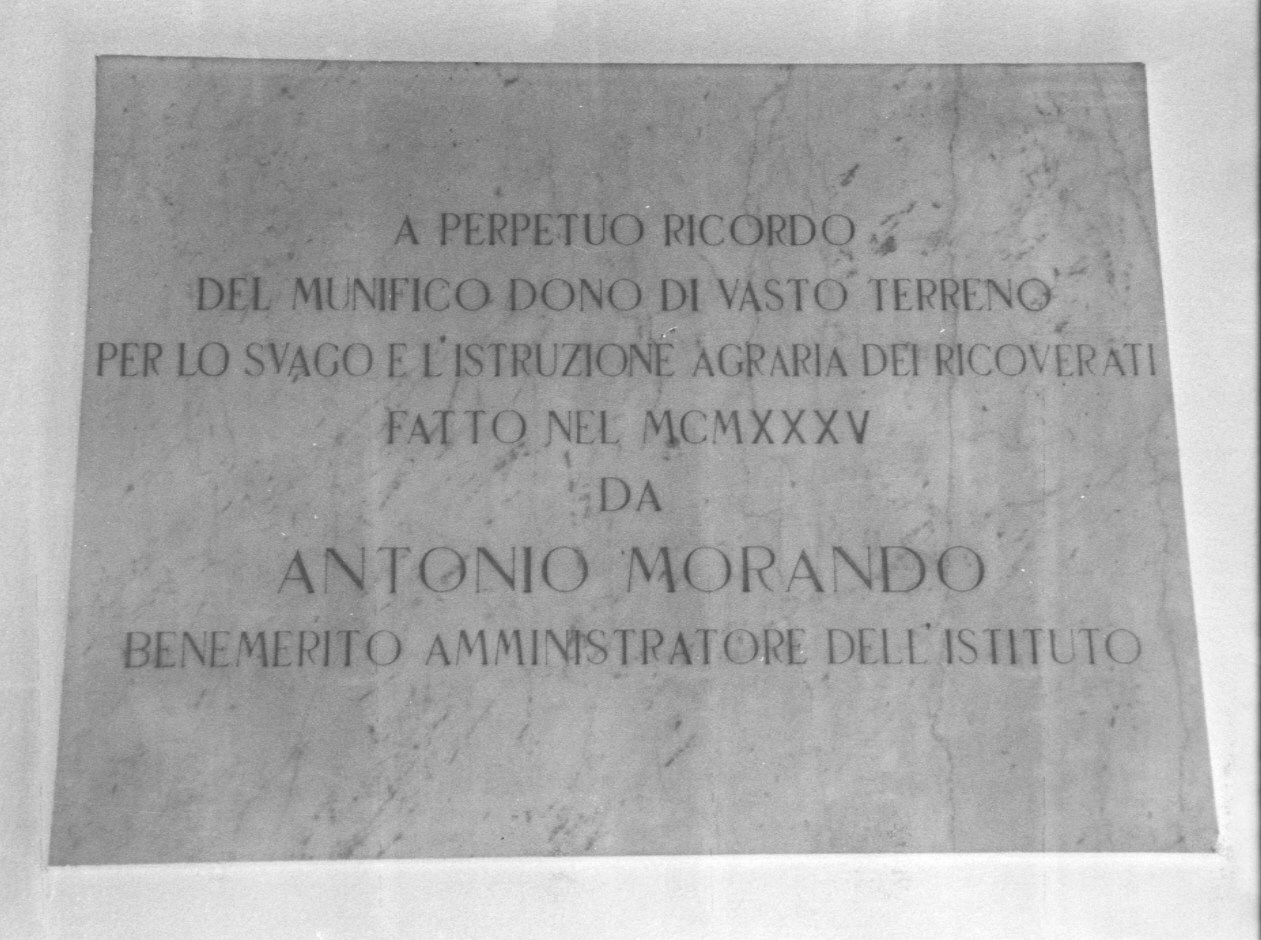 A PERPETUO RICORDO
DEL MUNIFICO DONO DI VASTO TERRENO
PER LO SVAGO E L'ISTRUZIONE AGRARIA DEI RICOVERATI
FATTO NEL MCMXXXV
DA
ANTONIO MORANDO
BENEMERITO AMMINISTRATORE DELL'ISTITUTO